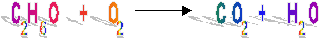 C₂H₆O + O₂ → CO₂ + H₂O